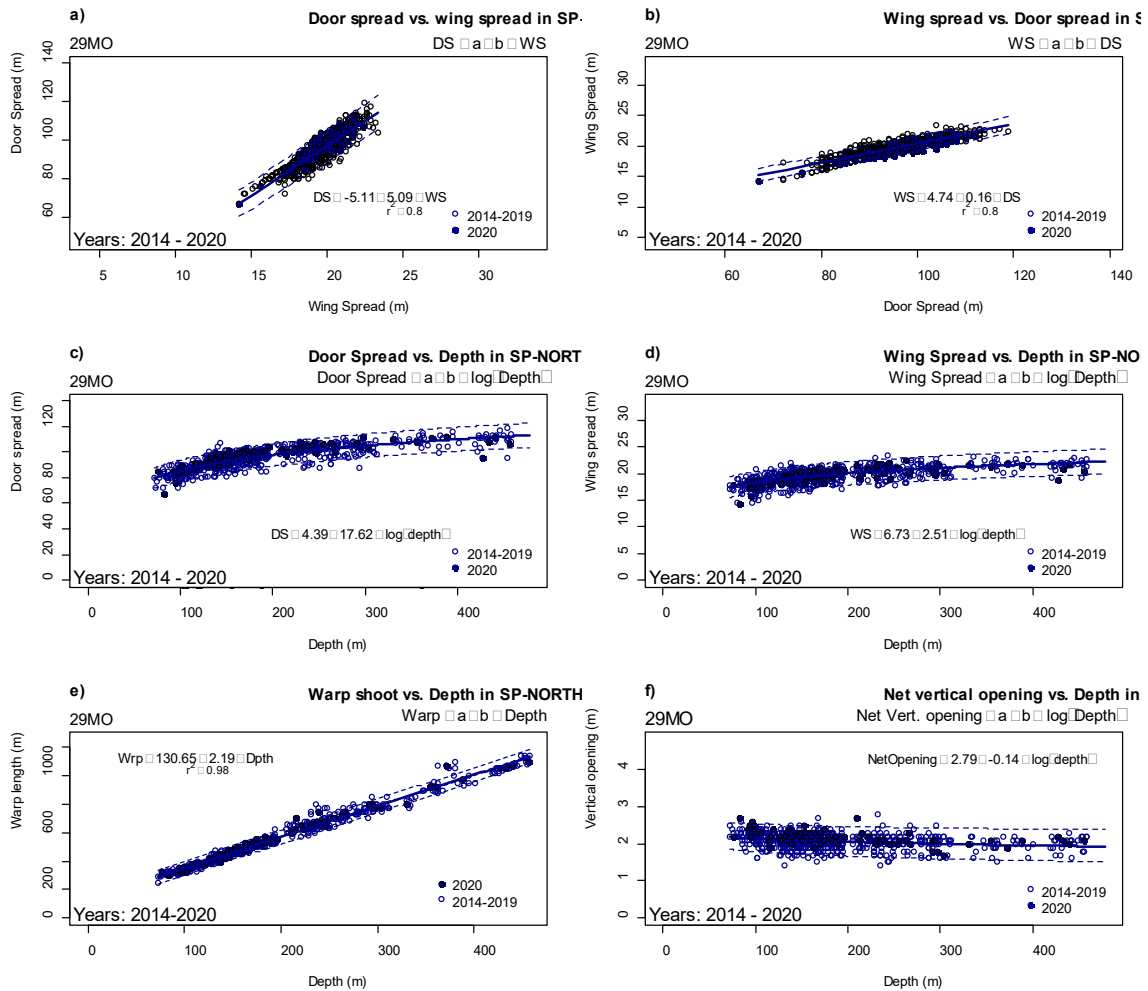 a)
Door spread vs. wing spread in SP-
29MO
DS □ a □ b □ WS
Door Spread (m)
60 80 100 120 140
DS □ -5.11 □ 5.09 □ WS
r² □ 0.8
2014-2019
2020
Years: 2014 - 2020
5 10 15 20 25 30
Wing Spread (m)
b)
Wing spread vs. Door spread in S
29MO
WS □ a □ b □ DS
Wing Spread (m)
5 10 15 20 25 30
WS □ 4.74 □ 0.16 □ DS
r² □ 0.8
2014-2019
2020
Years: 2014 - 2020
60 80 100 120 140
Door Spread (m)
c)
Door Spread vs. Depth in SP-NORT
29MO
Door Spread □ a □ b □ log□Depth□
Door spread (m)
0 20 40 60 80 120
DS □ 4.39 □ 17.62 □ log□depth□
2014-2019
2020
Years: 2014 - 2020
0 100 200 300 400
Depth (m)
d)
Wing Spread vs. Depth in SP-NO
29MO
Wing Spread □ a □ b □ log□Depth□
Wing spread (m)
0 5 10 15 20 25 30
WS □ 6.73 □ 2.51 □ log□depth□
2014-2019
2020
Years: 2014 - 2020
0 100 200 300 400
Depth (m)
e)
Warp shoot vs. Depth in SP-NORTH
29MO
Warp □ a □ b □ Depth
Warp length (m)
0 200 600 1000
Wrp □ 130.65 □ 2.19 □ Dpth
r² □ 0.98
2020
2014-2019
Years: 2014-2020
0 100 200 300 400
Depth (m)
f)
Net vertical opening vs. Depth in
29MO
Net Vert. opening □ a □ b □ log□Depth□
Vertical opening (m)
0 1 2 3 4
NetOpening □ 2.79 □ -0.14 □ log□depth□
2014-2019
2020
Years: 2014 - 2020
0 100 200 300 400
Depth (m)